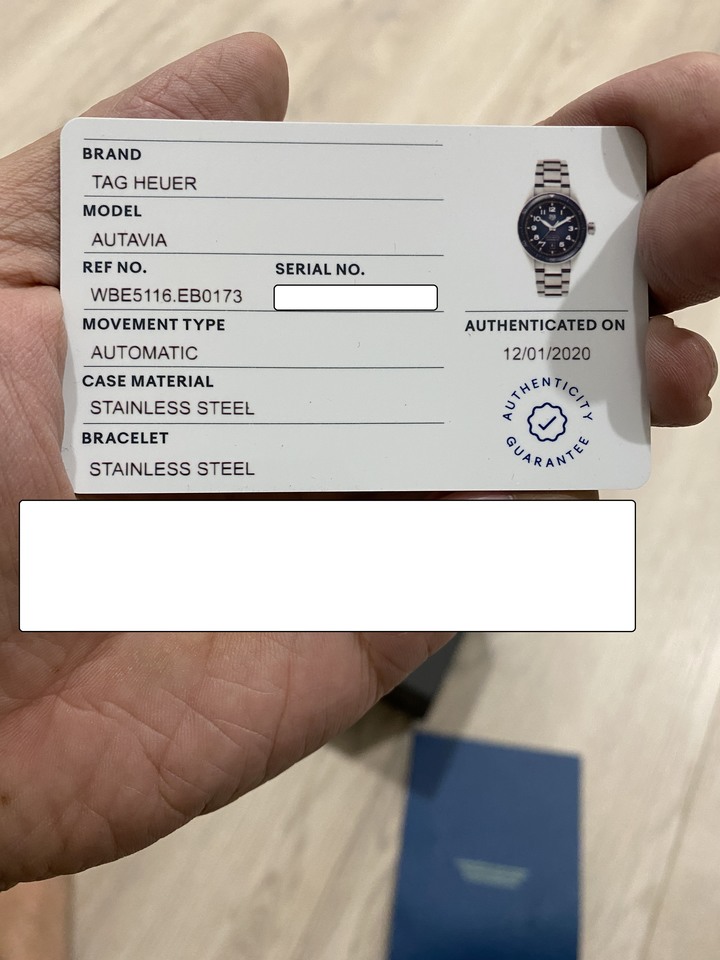 BRAND
TAG HEUER
MODEL
AUTAVIA
REF NO. SERIAL NO.
WBE5116.EB0173
MOVEMENT TYPE
AUTOMATIC
CASE MATERIAL
STAINLESS STEEL
BRACELET
STAINLESS STEEL
AUTHENTICATED ON
12/01/2020
AUTHENTICITY
GUARANTEE